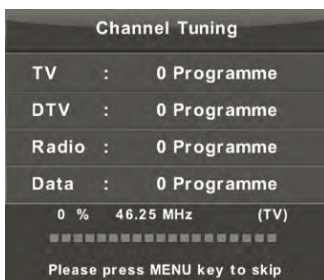 Channel Tuning
TV : 0 Programme
DTV : 0 Programme
Radio : 0 Programme
Data : 0 Programme
0 % 46.25 MHz (TV)
Please press MENU key to skip